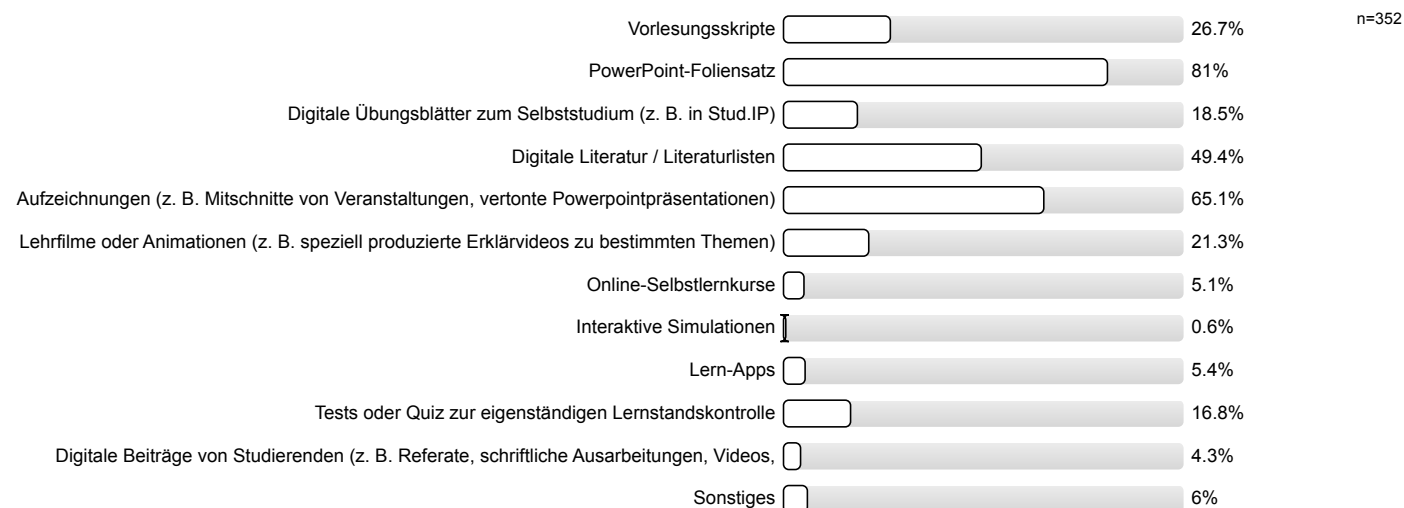 n=352
Vorlesungsskripte 26.7%
PowerPoint-Foliensatz 81%
Digitale Übungsblätter zum Selbststudium (z. B. in Stud.IP) 18.5%
Digitale Literatur / Literaturlisten 49.4%
Aufzeichnungen (z. B. Mitschnitte von Veranstaltungen, vertonte Powerpointpräsentationen) 65.1%
Lehrfilme oder Animationen (z. B. speziell produzierte Erklärvideos zu bestimmten Themen) 21.3%
Online-Selbstlernkurse 5.1%
Interaktive Simulationen 0.6%
Lern-Apps 5.4%
Tests oder Quiz zur eigenständigen Lernstandskontrolle 16.8%
Digitale Beiträge von Studierenden (z. B. Referate, schriftliche Ausarbeitungen, Videos, 4.3%
Sonstiges 6%